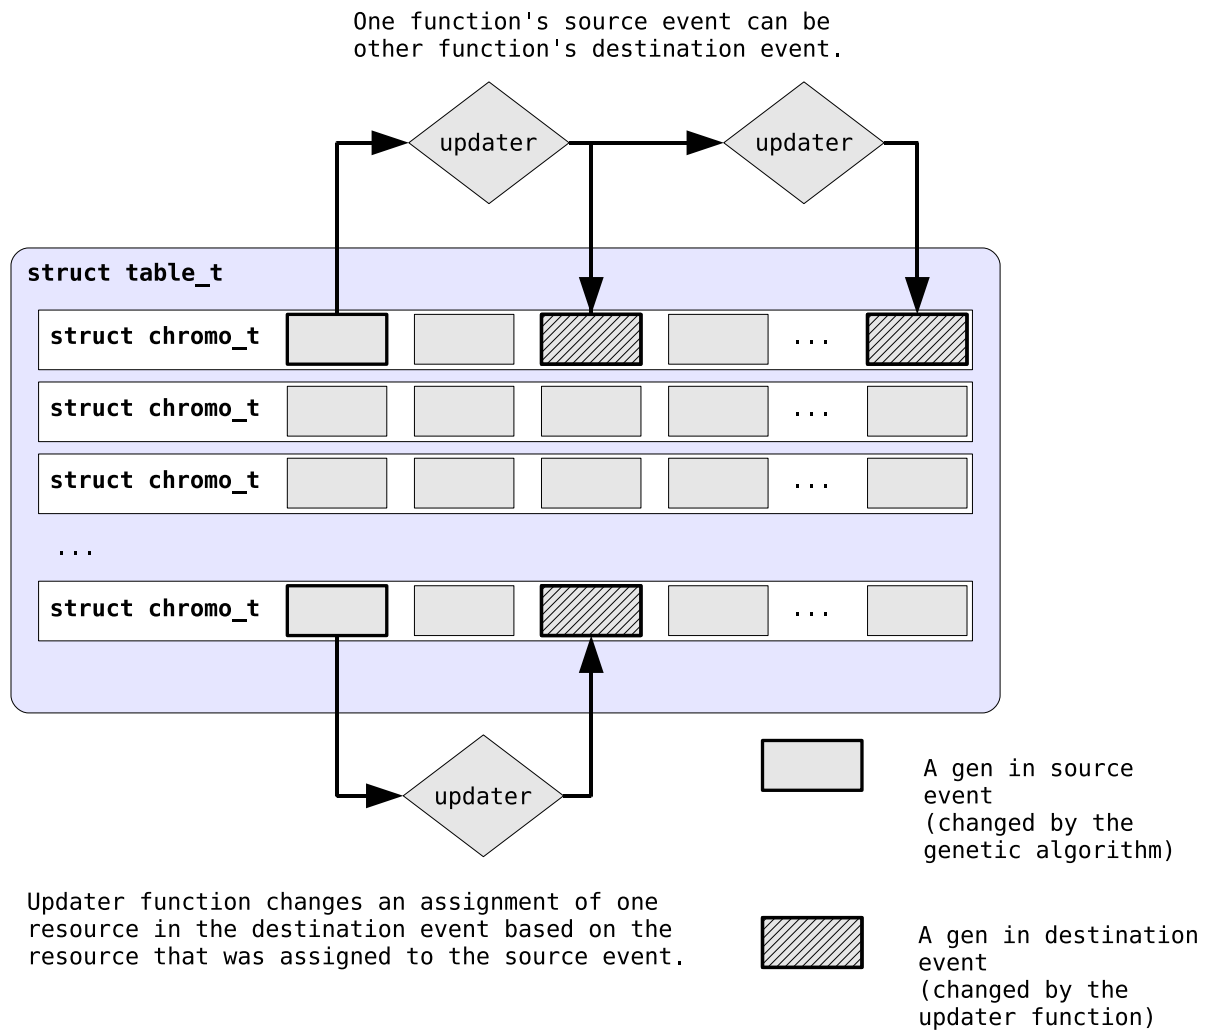 One function's source event can be
other function's destination event.
updater
updater
struct table_t
struct chromo_t
...
struct chromo_t
...
struct chromo_t
...
...
struct chromo_t
...
updater
A gen in source
event
(changed by the
genetic algorithm)
Updater function changes an assignment of one
resource in the destination event based on the
resource that was assigned to the source event.
A gen in destination
event
(changed by the
updater function)